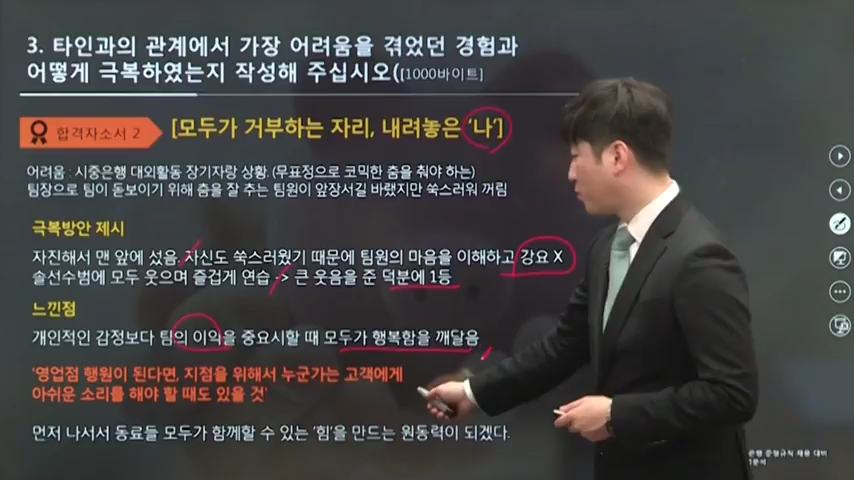 3. 타인과의 관계에서 가장 어려움을 겪었던 경험과
어떻게 극복하였는지 작성해 주십시오([1000바이트]
합격자소서 2
[모두가 거부하는 자리, 내려놓은 '나']
어려움 : 시중은행 대외활동 장기자랑 상황. (무표정으로 코믹한 춤을 춰야 하는)
팀장으로 팀이 돋보이기 위해 춤을 잘 추는 팀원이 앞장서길 바랬지만 쑥스러워 꺼림
극복방안 제시
자진해서 맨 앞에 섰음. 자신도 쑥스러웠기 때문에 팀원의 마음을 이해하고 강요 X
솔선수범에 모두 웃으며 즐겁게 연습 -> 큰 웃음을 준 덕분에 1등
느낀점
개인적인 감정보다 팀의 이익을 중요시할 때 모두가 행복함을 깨달음
'영업점 행원이 된다면, 지점을 위해서 누군가는 고객에게
아쉬운 소리를 해야 할 때도 있을 것'
먼저 나서서 동료들 모두가 함께할 수 있는 '힘'을 만드는 원동력이 되겠다.
은행 준정규직 채용 대비